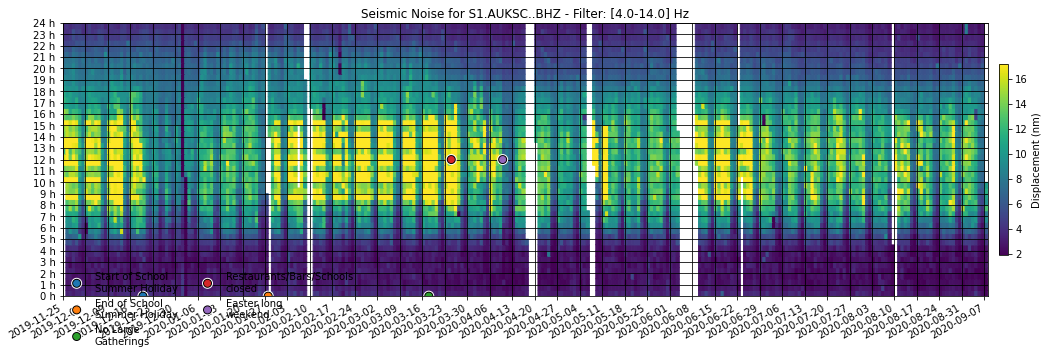 Seismic Noise for S1.AUKSC..BHZ - Filter: [4.0-14.0] Hz
24 h
23 h
22 h
21 h
20 h
19 h
18 h
17 h
16 h
15 h
14 h
13 h
12 h
11 h
10 h
9 h
8 h
7 h
6 h
5 h
4 h
3 h
2 h
1 h
0 h
16
14
12
10
8
6
4
2
Displacement (nm)
Start of School
Summer Holiday
End of School
Summer Holiday
No Large
Gatherings
Restaurants/Bars/Schools
closed
Easter long
weekend
2019-11-25
2020-02-10
2020-02-17
2020-02-24
2020-03-02
2020-03-09
2020-03-16
2020-03-23
2020-03-30
2020-04-06
2020-04-13
2020-04-20
2020-04-27
2020-05-04
2020-05-11
2020-05-18
2020-05-25
2020-06-01
2020-06-08
2020-06-15
2020-06-22
2020-06-29
2020-07-06
2020-07-13
2020-07-20
2020-07-27
2020-08-03
2020-08-10
2020-08-17
2020-08-24
2020-08-31
2020-09-07